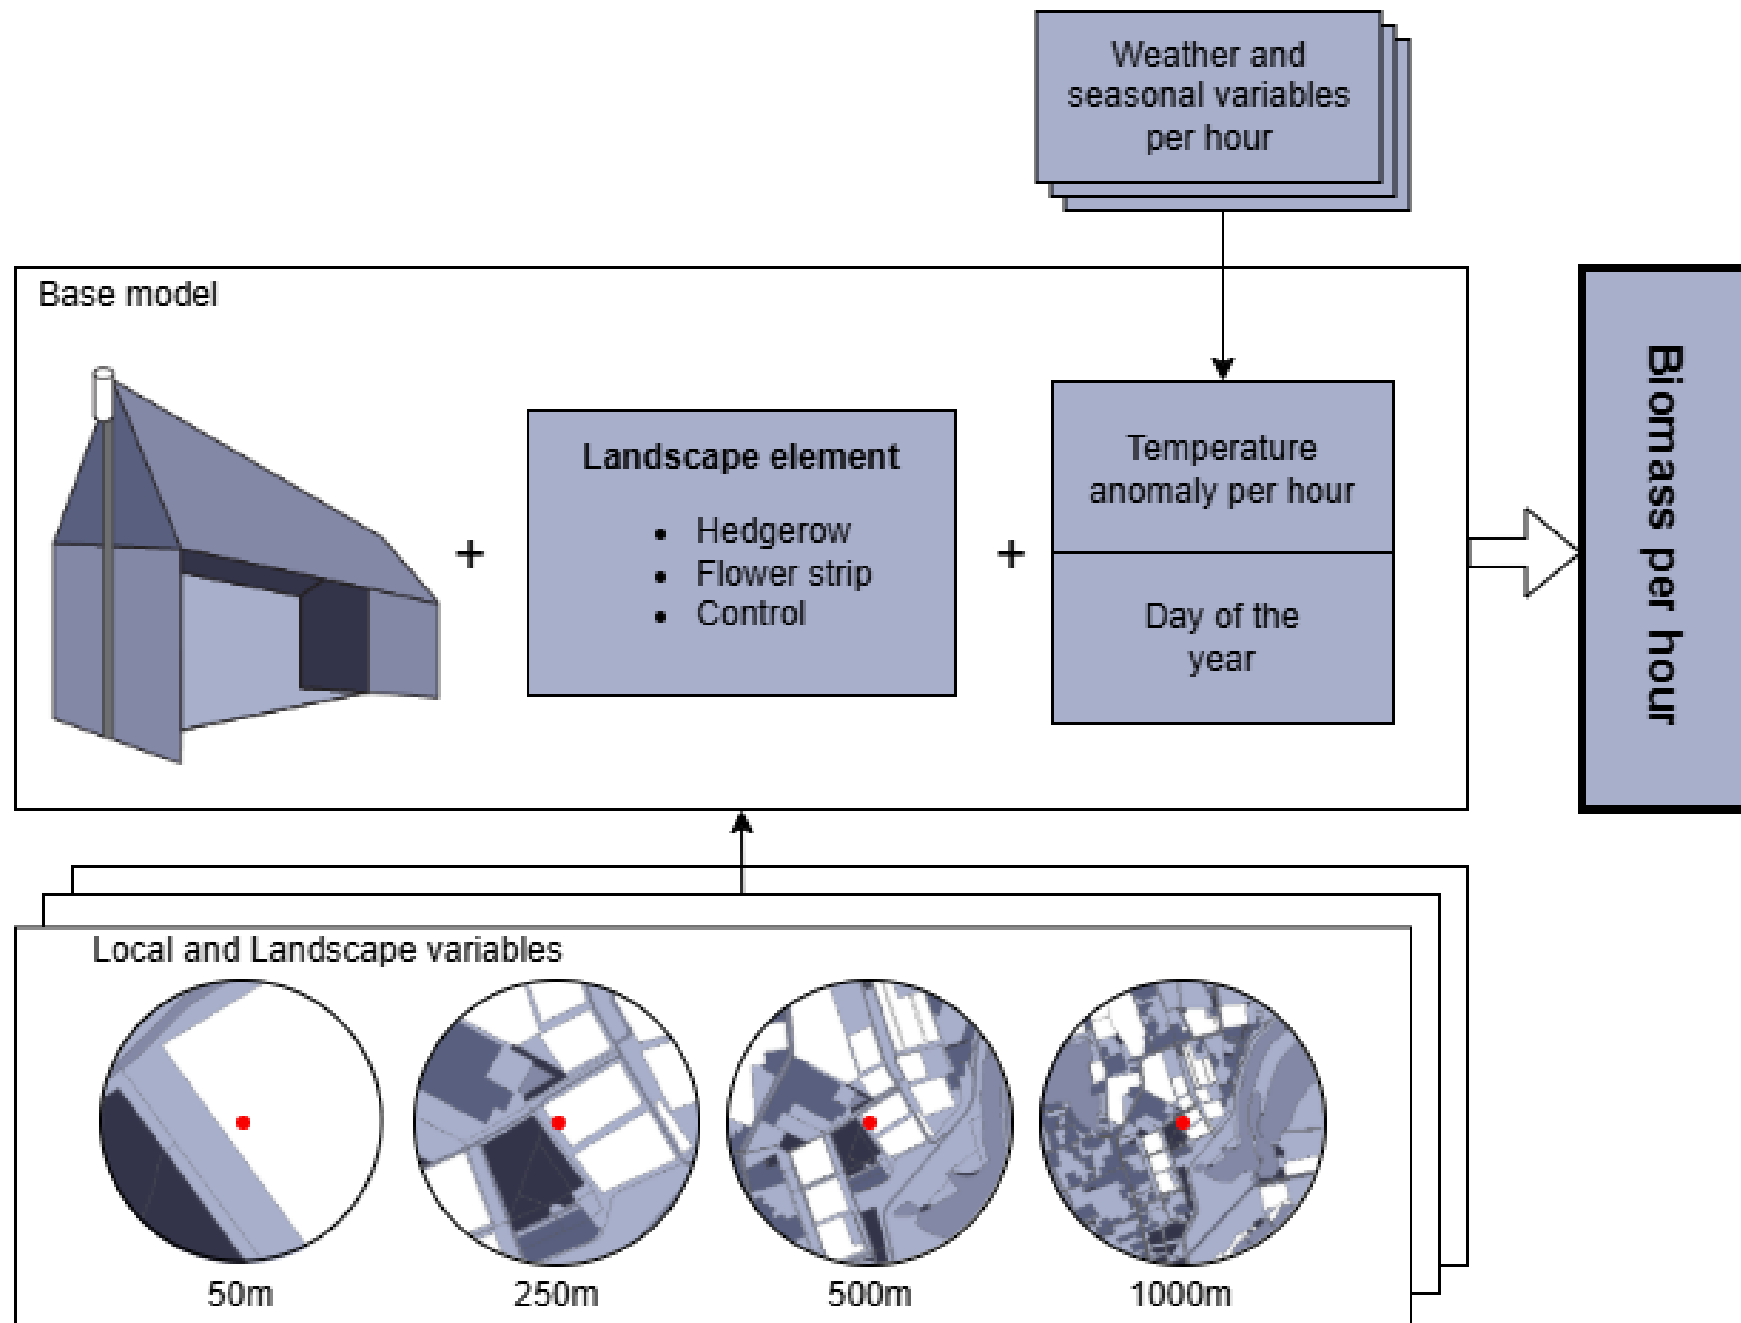 Weather and
seasonal variables
per hour
Base model
Landscape element
• Hedgerow
• Flower strip
• Control
+
+
Temperature
anomaly per hour
Day of the
year
Biomass per hour
Local and Landscape variables
50m
250m
500m
1000m